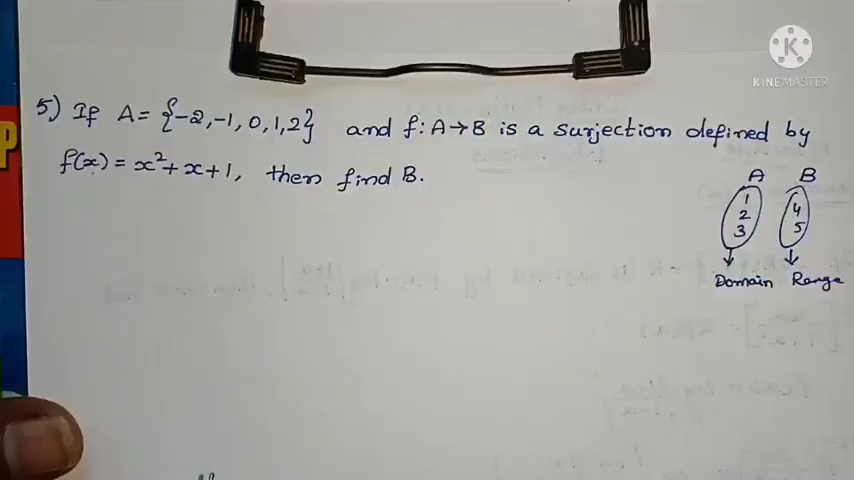 KINEMASTER
5) If A = {-2, -1, 0, 1, 2} and f: A→B is a surjection defined by
f(x) = x² + x + 1, then find B.
A B
1 4
2 5
3
Domain Range
P